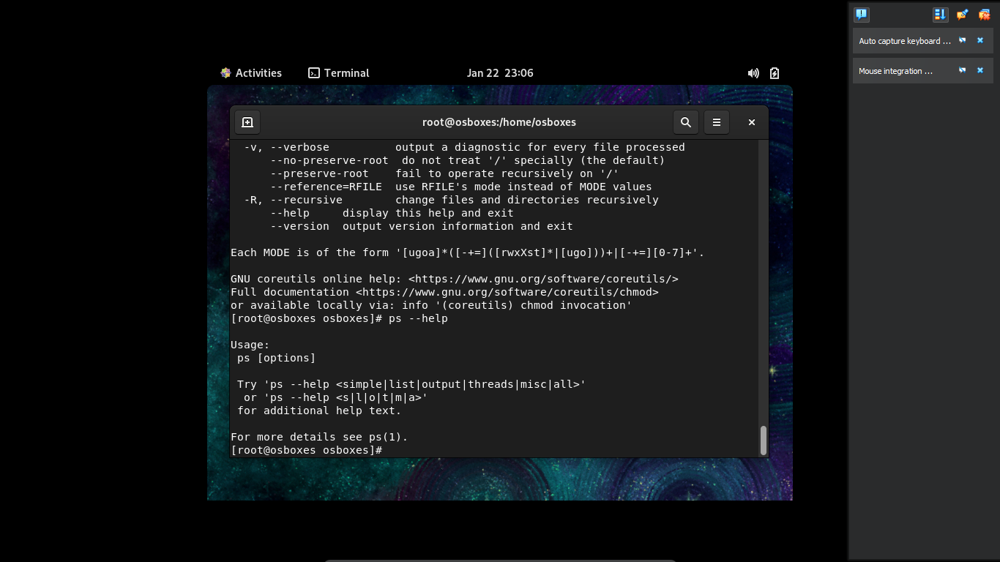 Activities Terminal Jan 22 23:06
root@osboxes:/home/osboxes
-v, --verbose          output a diagnostic for every file processed
--no-preserve-root  do not treat '/' specially (the default)
--preserve-root    fail to operate recursively on '/'
--reference=RFILE  use RFILE's mode instead of MODE values
-R, --recursive        change files and directories recursively
--help     display this help and exit
--version  output version information and exit
Each MODE is of the form '[ugoa]*([-+=]([rwxXst]*|[ugo]))+|[-+=][0-7]+'.
GNU coreutils online help: <https://www.gnu.org/software/coreutils/>
Full documentation <https://www.gnu.org/software/coreutils/chmod>
or available locally via: info '(coreutils) chmod invocation'
[root@osboxes osboxes]# ps --help
Usage:
ps [options]
Try 'ps --help <simple|list|output|threads|misc|all>'
or 'ps --help <s|l|o|t|m|a>'
for additional help text.
For more details see ps(1).
[root@osboxes osboxes]#
Auto capture keyboard ...
Mouse integration ...